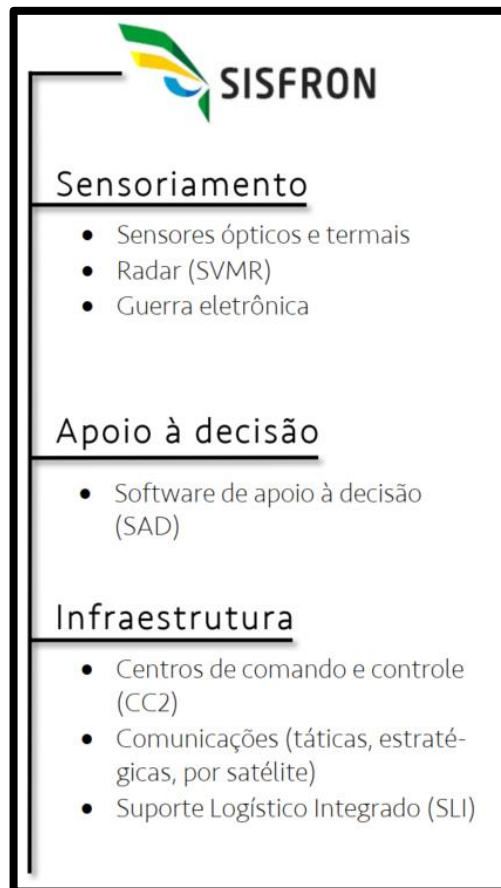 SISFRON
Sensoriamento
• Sensores ópticos e termais
• Radar (SVMR)
• Guerra eletrônica
Apoio à decisão
• Software de apoio à decisão
(SAD)
Infraestrutura
• Centros de comando e controle
(CC2)
• Comunicações (táticas, estraté-
gicas, por satélite)
• Suporte Logístico Integrado (SLI)